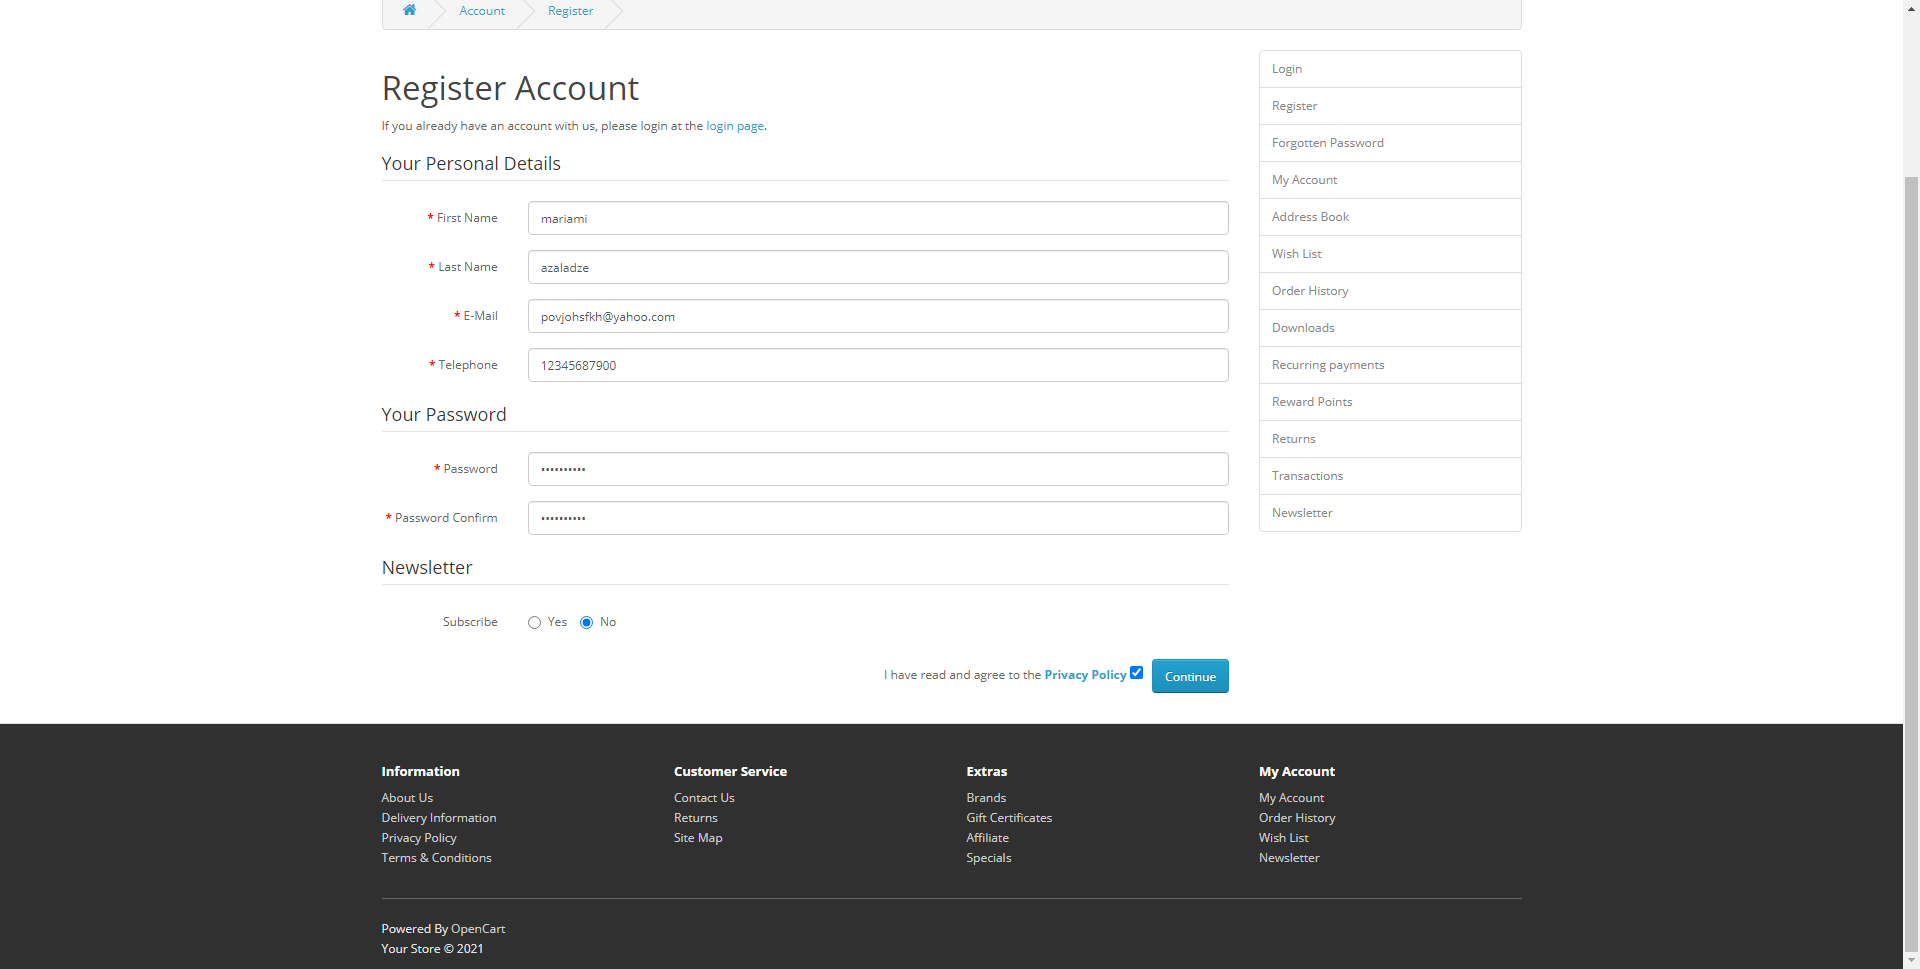 Account
Register
Register Account
If you already have an account with us, please login at the login page.
Your Personal Details
* First Name
mariami
* Last Name
azaladze
* E-Mail
povjohsfkh@yahoo.com
* Telephone
12345687900
Your Password
* Password
••••••••••
* Password Confirm
••••••••••
Newsletter
Subscribe
Yes No
I have read and agree to the Privacy Policy
Continue
Login
Register
Forgotten Password
My Account
Address Book
Wish List
Order History
Downloads
Recurring payments
Reward Points
Returns
Transactions
Newsletter
Information
About Us
Delivery Information
Privacy Policy
Terms & Conditions
Customer Service
Contact Us
Returns
Site Map
Extras
Brands
Gift Certificates
Affiliate
Specials
My Account
My Account
Order History
Wish List
Newsletter
Powered By OpenCart
Your Store © 2021